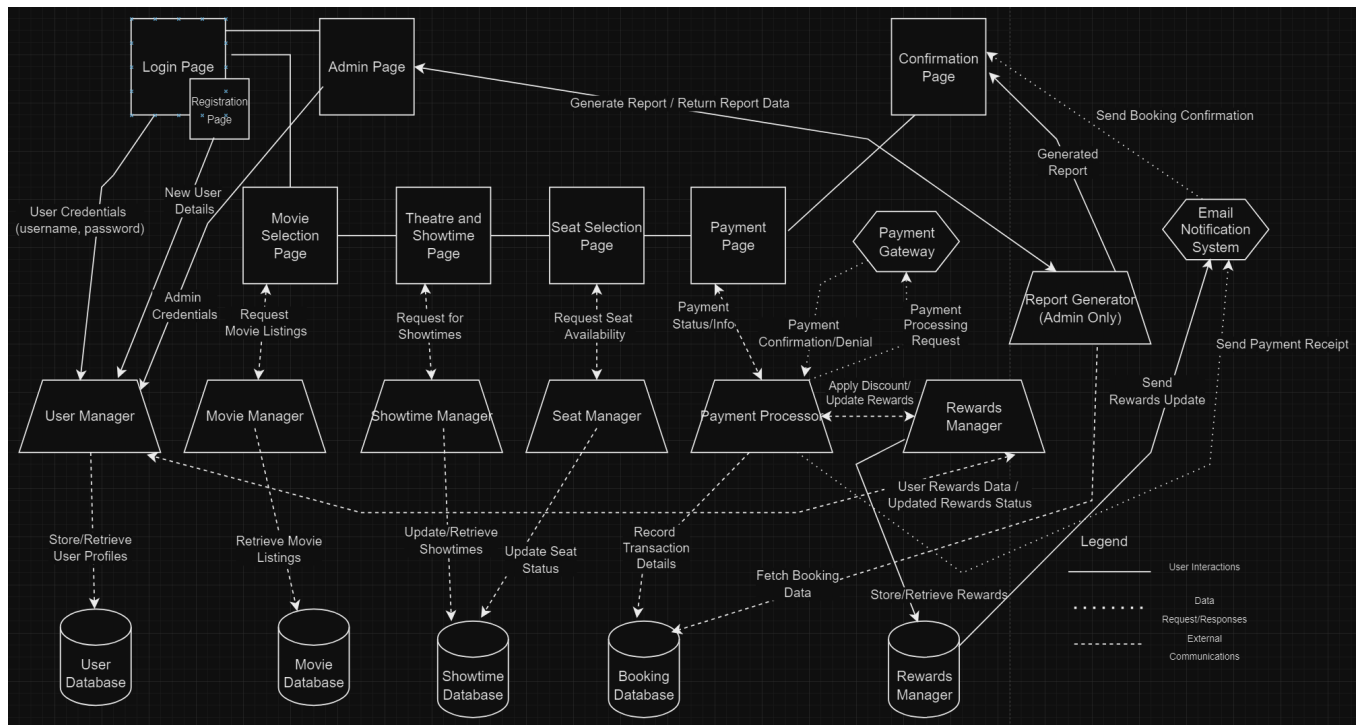 Login Page
Registration
Page
Admin Page
Confirmation
Page
Generate Report / Return Report Data
Send Booking Confirmation
Generated
Report
New User
Details
User Credentials
(username, password)
Admin
Credentials
Movie
Selection
Page
Theatre and
Showtime
Page
Seat Selection
Page
Payment
Page
Payment
Gateway
Email
Notification
System
Report Generator
(Admin Only)
Request
Movie Listings
Request for
Showtimes
Request Seat
Availability
Payment
Status/Info
Payment
Confirmation/Denial
Payment
Processing
Request
Send Payment Receipt
Send
Rewards Update
User Manager
Movie Manager
Showtime Manager
Seat Manager
Payment Processor
Apply Discount/
Update Rewards
Rewards
Manager
User Rewards Data /
Updated Rewards Status
Store/Retrieve
User Profiles
Retrieve Movie
Listings
Update/Retrieve
Showtimes
Update Seat
Status
Record
Transaction
Details
Fetch Booking
Data
Store/Retrieve Rewards
Legend
User Interactions
Data
Request/Responses
External
Communications
User
Database
Movie
Database
Showtime
Database
Booking
Database
Rewards
Manager